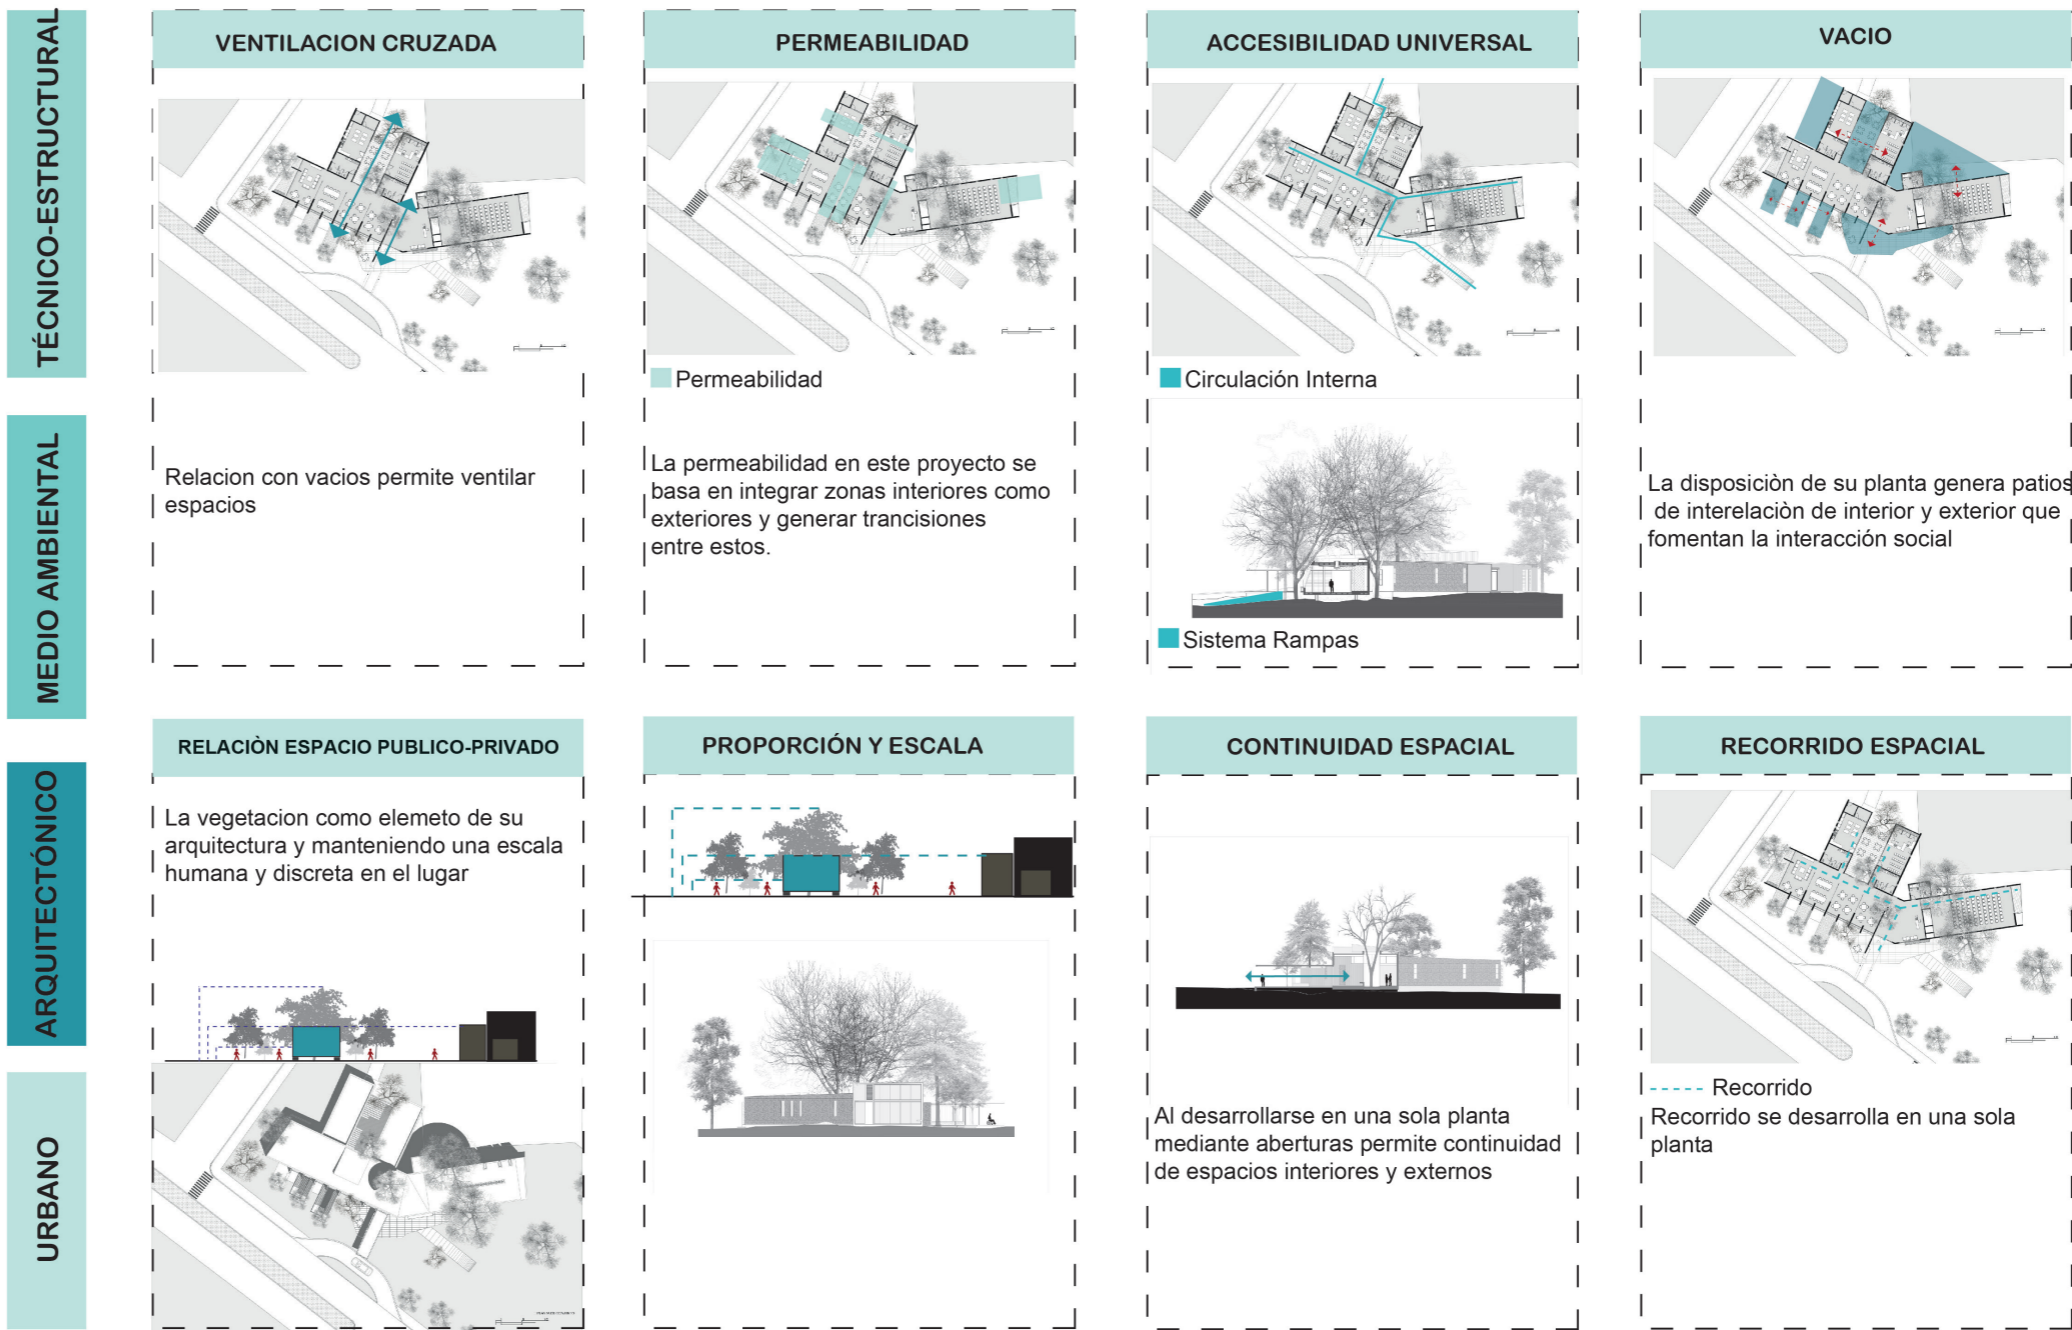 TÉCNICO-ESTRUCTURAL
MEDIO AMBIENTAL
ARQUITECTÓNICO
URBANO
VENTILACION CRUZADA
Relacion con vacios permite ventilar
espacios
PERMEABILIDAD
Permeabilidad
La permeabilidad en este proyecto se
basa en integrar zonas interiores como
exteriores y generar trancisiones
entre estos.
ACCESIBILIDAD UNIVERSAL
Circulación Interna
Sistema Rampas
VACIO
La disposiciòn de su planta genera patios
de interelaciòn de interior y exterior que
fomentan la interacción social
RELACIÒN ESPACIO PUBLICO-PRIVADO
La vegetacion como elemeto de su
arquitectura y manteniendo una escala
humana y discreta en el lugar
PROPORCIÓN Y ESCALA
CONTINUIDAD ESPACIAL
Al desarrollarse en una sola planta
mediante aberturas permite continuidad
de espacios interiores y externos
RECORRIDO ESPACIAL
Recorrido
Recorrido se desarrolla en una sola
planta